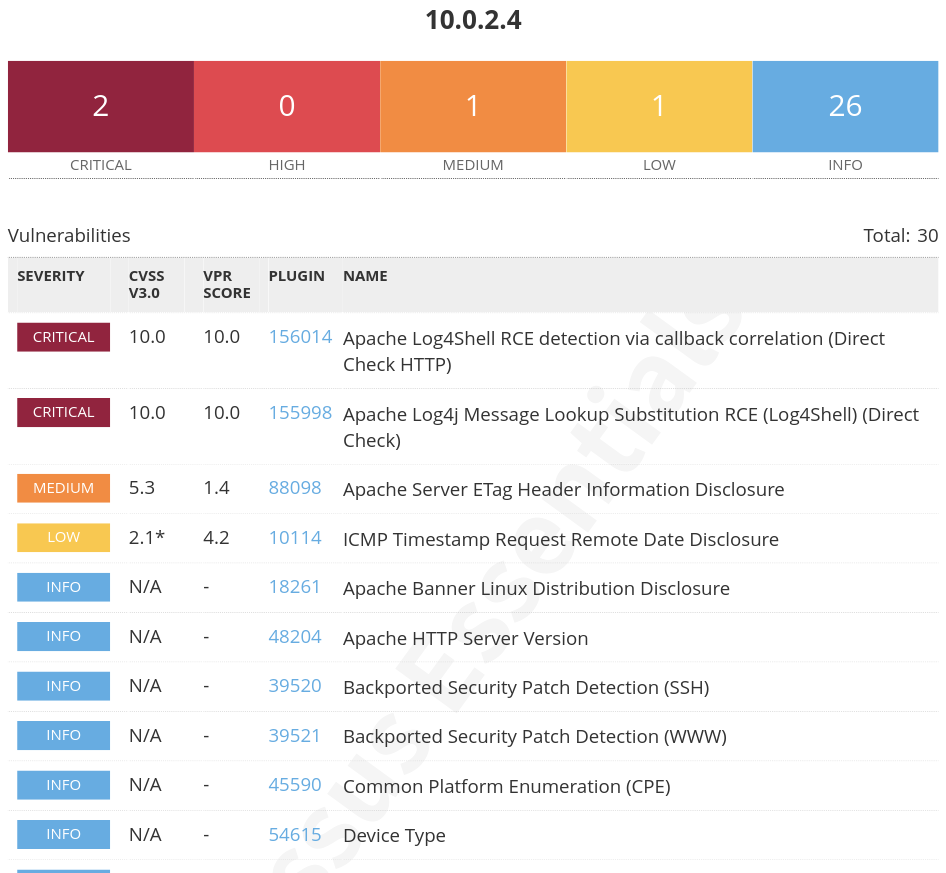 10.0.2.4
2 0 1 1 26
CRITICAL HIGH MEDIUM LOW INFO
Vulnerabilities Total: 30
SEVERITY CVSS V3.0 VPR SCORE PLUGIN NAME
CRITICAL 10.0 10.0 156014 Apache Log4Shell RCE detection via callback correlation (Direct
Check HTTP)
CRITICAL 10.0 10.0 155998 Apache Log4j Message Lookup Substitution RCE (Log4Shell) (Direct
Check)
MEDIUM 5.3 1.4 88098 Apache Server ETag Header Information Disclosure
LOW 2.1* 4.2 10114 ICMP Timestamp Request Remote Date Disclosure
INFO N/A - 18261 Apache Banner Linux Distribution Disclosure
INFO N/A - 48204 Apache HTTP Server Version
INFO N/A - 39520 Backported Security Patch Detection (SSH)
INFO N/A - 39521 Backported Security Patch Detection (WWW)
INFO N/A - 45590 Common Platform Enumeration (CPE)
INFO N/A - 54615 Device Type
ssus Essentials